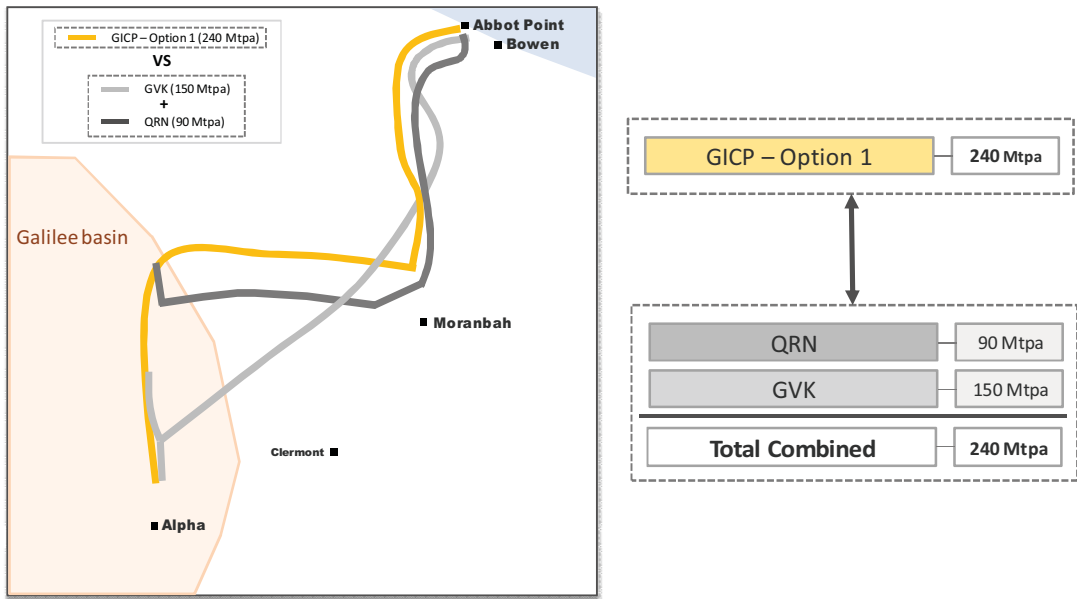 GICP – Option 1 (240 Mtpa)
VS
GVK (150 Mtpa)
+
QRN (90 Mtpa)
Abbot Point
Bowen
Galilee basin
Moranbah
Clermont
Alpha
GICP – Option 1
240 Mtpa
QRN
90 Mtpa
GVK
150 Mtpa
Total Combined
240 Mtpa